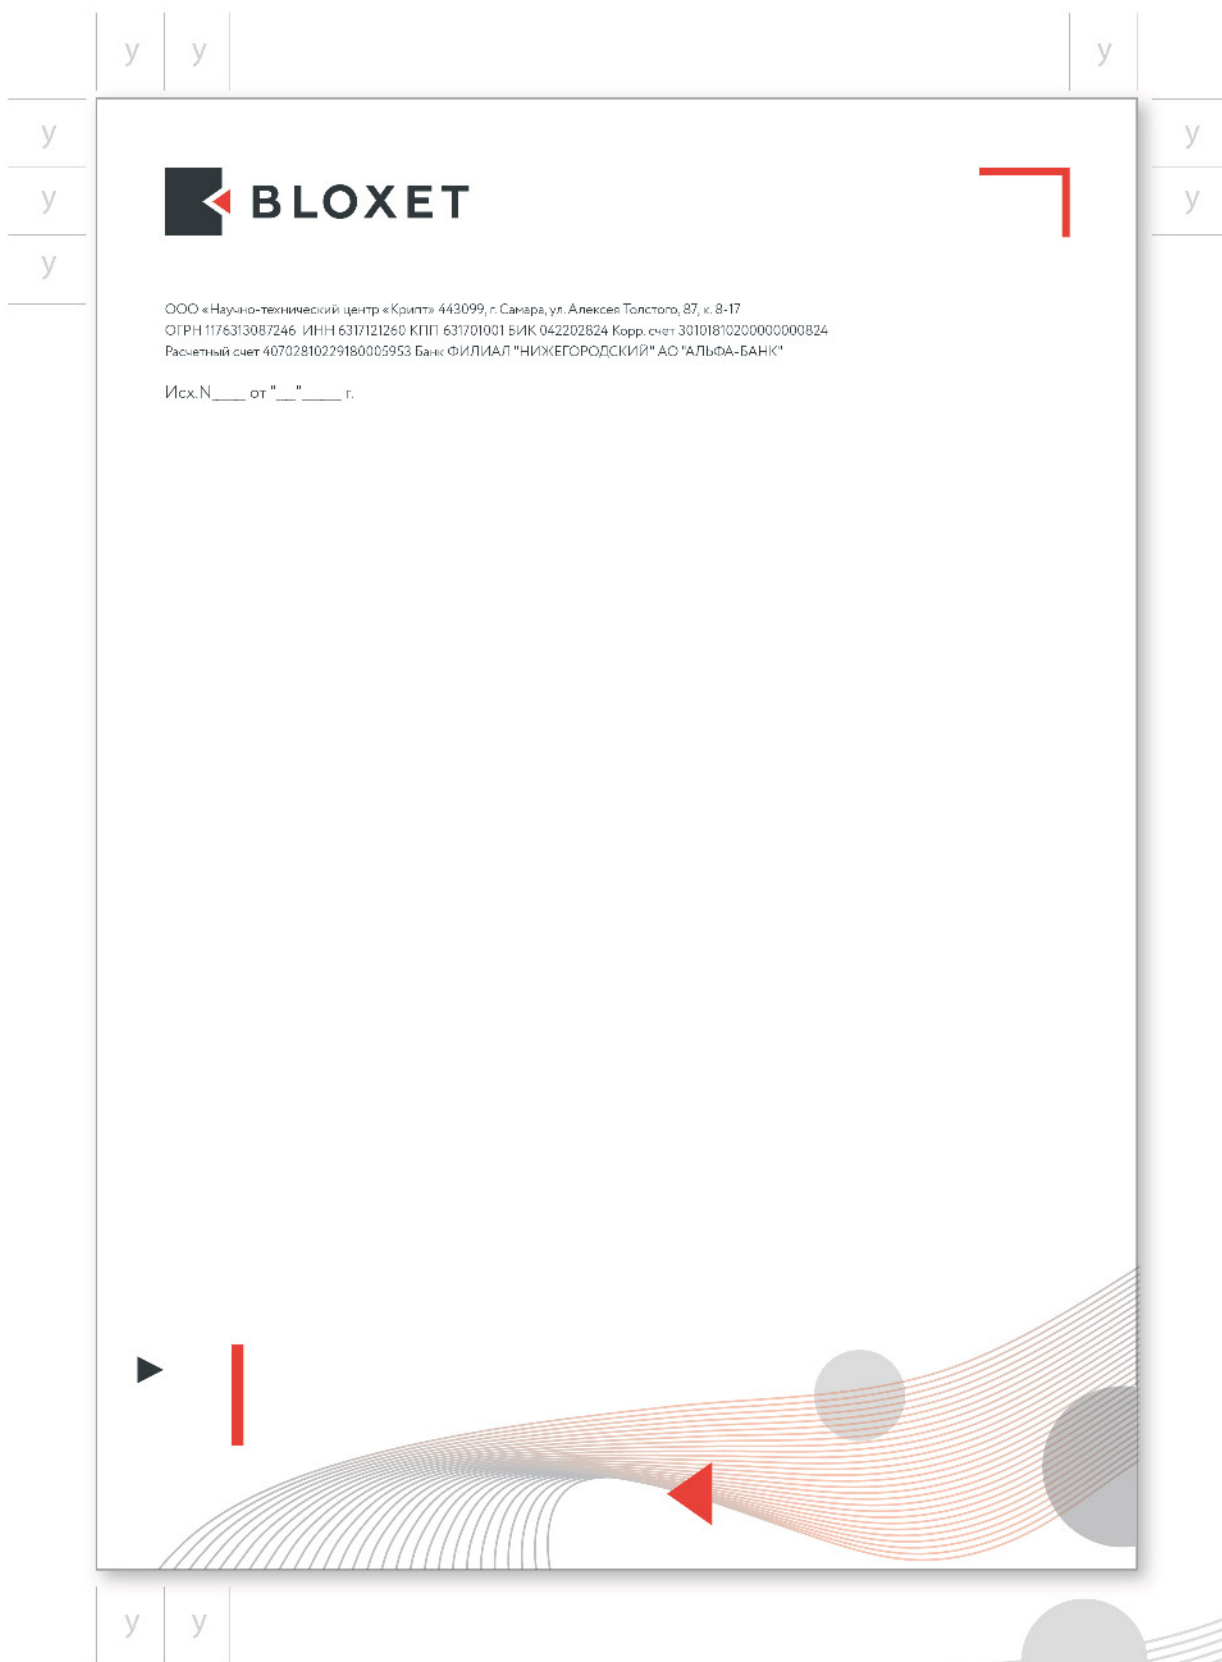 y y y
y y
y y
y
BLOXET
ООО «Научно-технический центр «Крипт» 443099, г. Самара, ул. Алексея Толстого, 87, к. 8-17
ОГРН 1176313087246 ИНН 6317121260 КПП 631701001 БИК 042202824 Корр. счет 30101810200000000824
Расчетный счет 40702810229180005953 Банк ФИЛИАЛ "НИЖЕГОРОДСКИЙ" АО "АЛЬФА-БАНК"
Исх. N____ от "__"_____ г.
y y